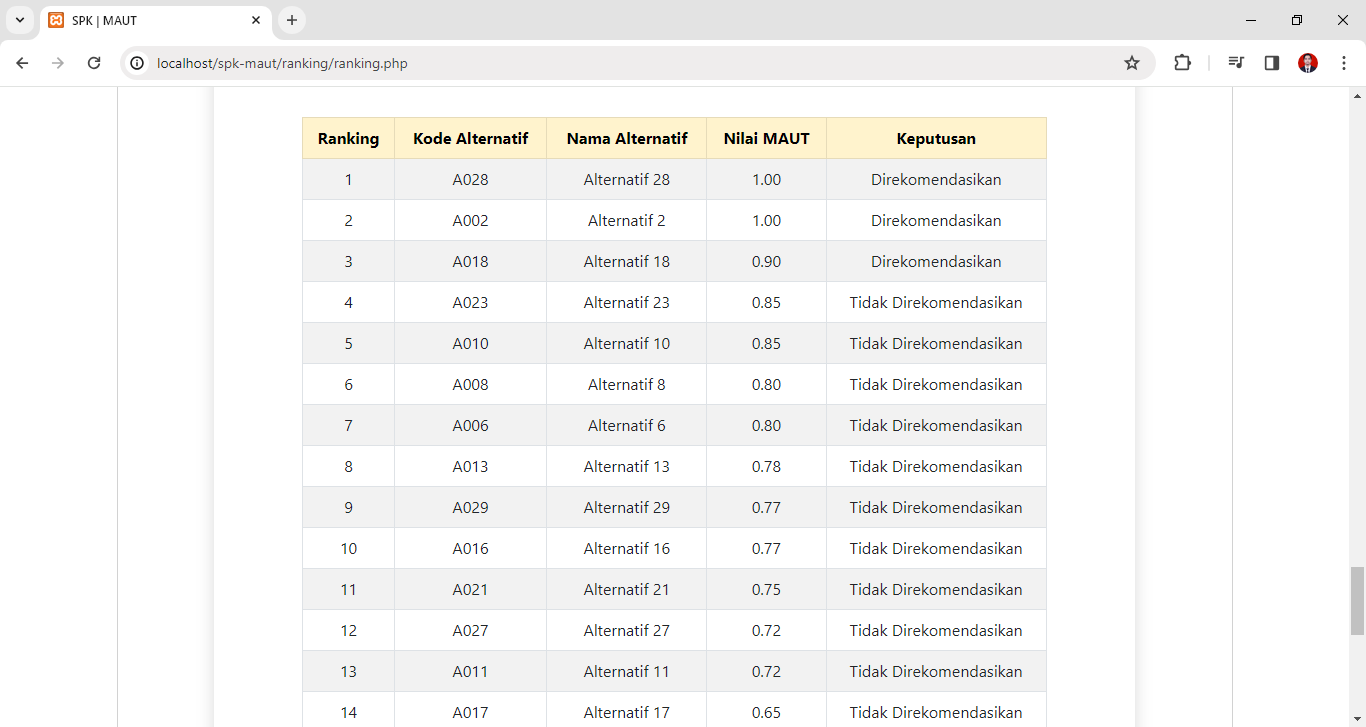 SPK | MAUT
localhost/spk-maut/ranking/ranking.php
Ranking Kode Alternatif Nama Alternatif Nilai MAUT Keputusan
1 A028 Alternatif 28 1.00 Direkomendasikan
2 A002 Alternatif 2 1.00 Direkomendasikan
3 A018 Alternatif 18 0.90 Direkomendasikan
4 A023 Alternatif 23 0.85 Tidak Direkomendasikan
5 A010 Alternatif 10 0.85 Tidak Direkomendasikan
6 A008 Alternatif 8 0.80 Tidak Direkomendasikan
7 A006 Alternatif 6 0.80 Tidak Direkomendasikan
8 A013 Alternatif 13 0.78 Tidak Direkomendasikan
9 A029 Alternatif 29 0.77 Tidak Direkomendasikan
10 A016 Alternatif 16 0.77 Tidak Direkomendasikan
11 A021 Alternatif 21 0.75 Tidak Direkomendasikan
12 A027 Alternatif 27 0.72 Tidak Direkomendasikan
13 A011 Alternatif 11 0.72 Tidak Direkomendasikan
14 A017 Alternatif 17 0.65 Tidak Direkomendasikan